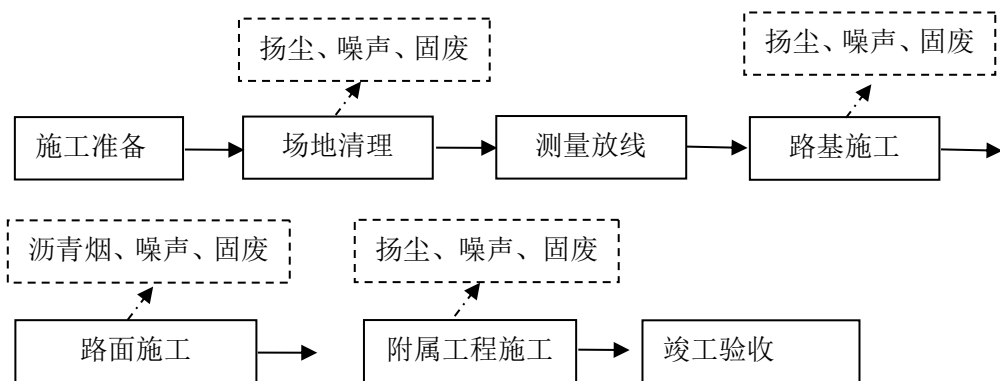 扬尘、噪声、固废
扬尘、噪声、固废
施工准备
场地清理
测量放线
路基施工
沥青烟、噪声、固废
扬尘、噪声、固废
路面施工
附属工程施工
竣工验收